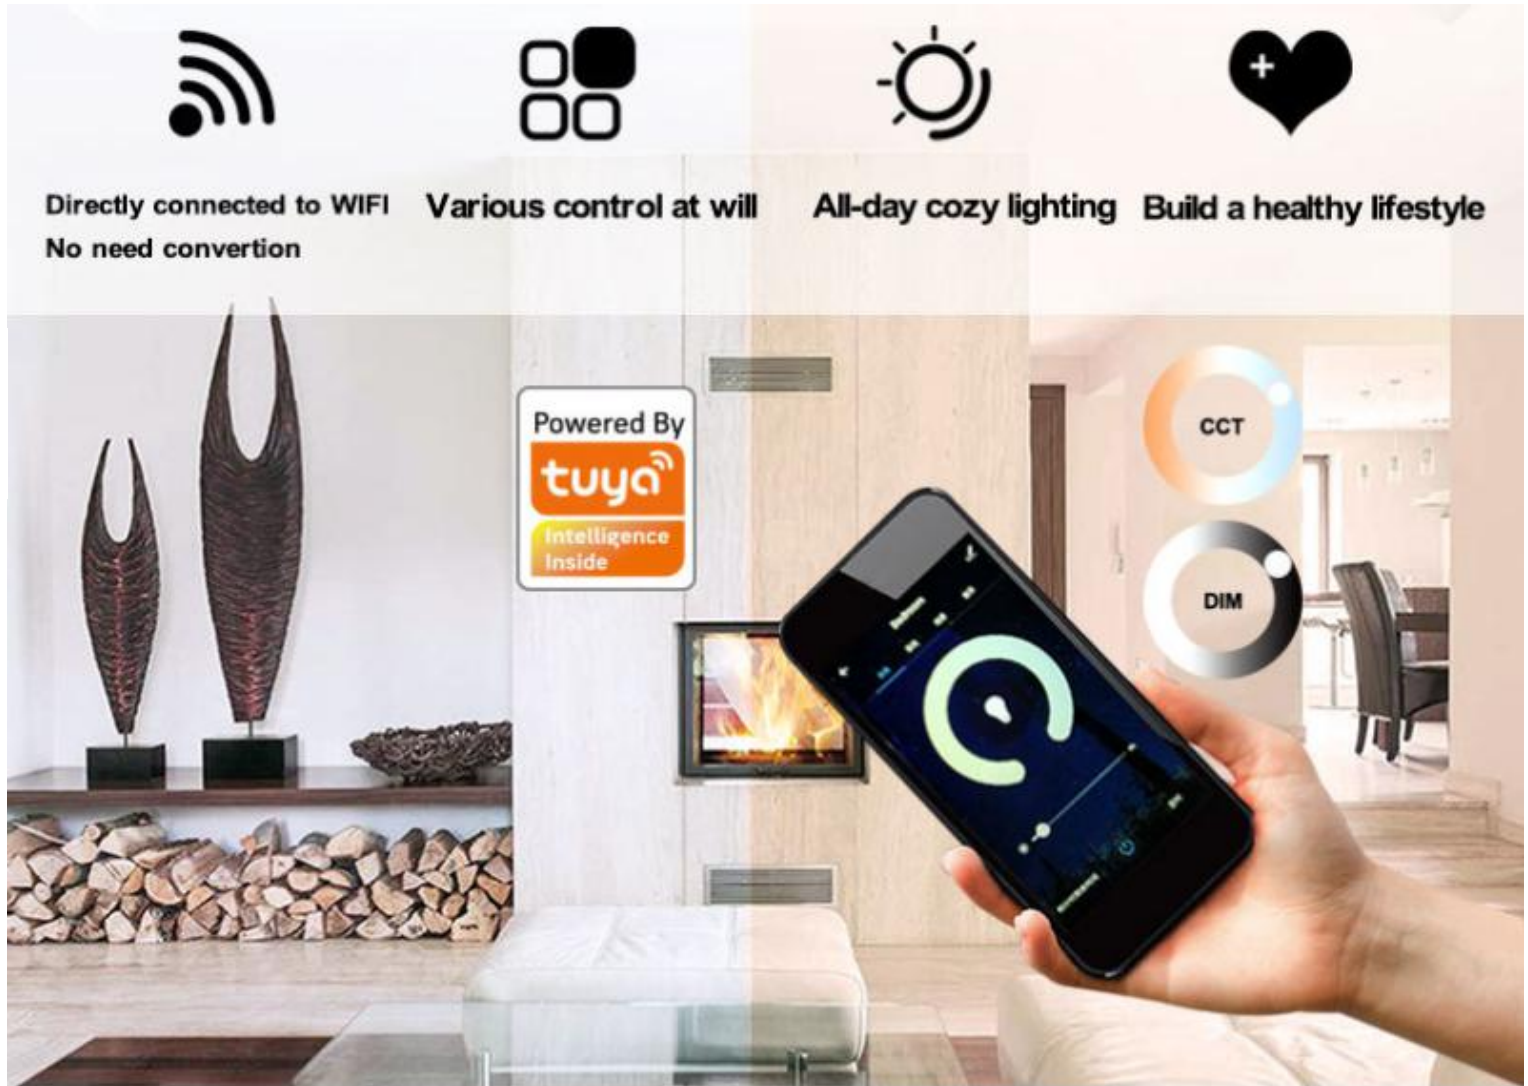 Directly connected to WIFI
No need convertion
Various control at will
All-day cozy lighting
Build a healthy lifestyle
Powered By
tuya
Intelligence
Inside
CCT
DIM